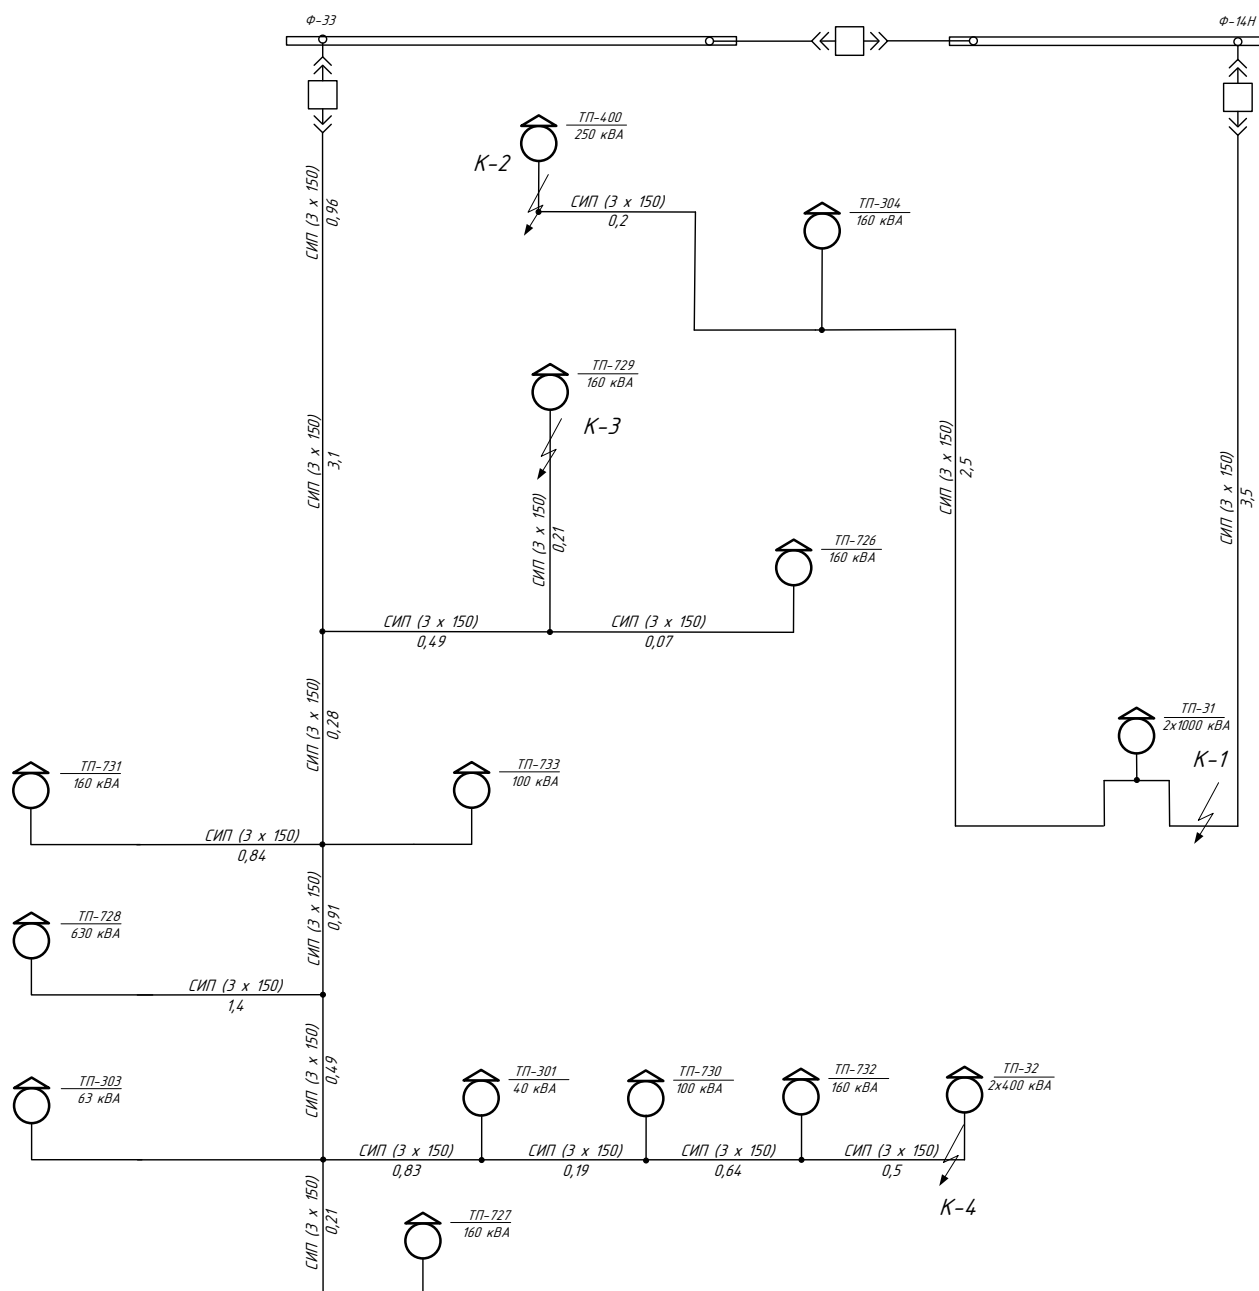 Ф-33
Ф-14Н
ТП-400
250 кВА
К-2
СИП (3 х 150)
0,96
СИП (3 х 150)
0,2
ТП-304
160 кВА
ТП-729
160 кВА
К-3
СИП (3 х 150)
3,1
СИП (3 х 150)
2,5
СИП (3 х 150)
3,5
СИП (3 х 150)
0,21
ТП-726
160 кВА
СИП (3 х 150)
0,49
СИП (3 х 150)
0,07
СИП (3 х 150)
0,28
ТП-31
2х1000 кВА
К-1
ТП-731
160 кВА
ТП-733
100 кВА
СИП (3 х 150)
0,84
СИП (3 х 150)
0,91
ТП-728
630 кВА
СИП (3 х 150)
1,4
СИП (3 х 150)
0,49
ТП-303
63 кВА
ТП-301
40 кВА
ТП-730
100 кВА
ТП-732
160 кВА
ТП-32
2х400 кВА
СИП (3 х 150)
0,83
СИП (3 х 150)
0,19
СИП (3 х 150)
0,64
СИП (3 х 150)
0,5
К-4
СИП (3 х 150)
0,21
ТП-727
160 кВА